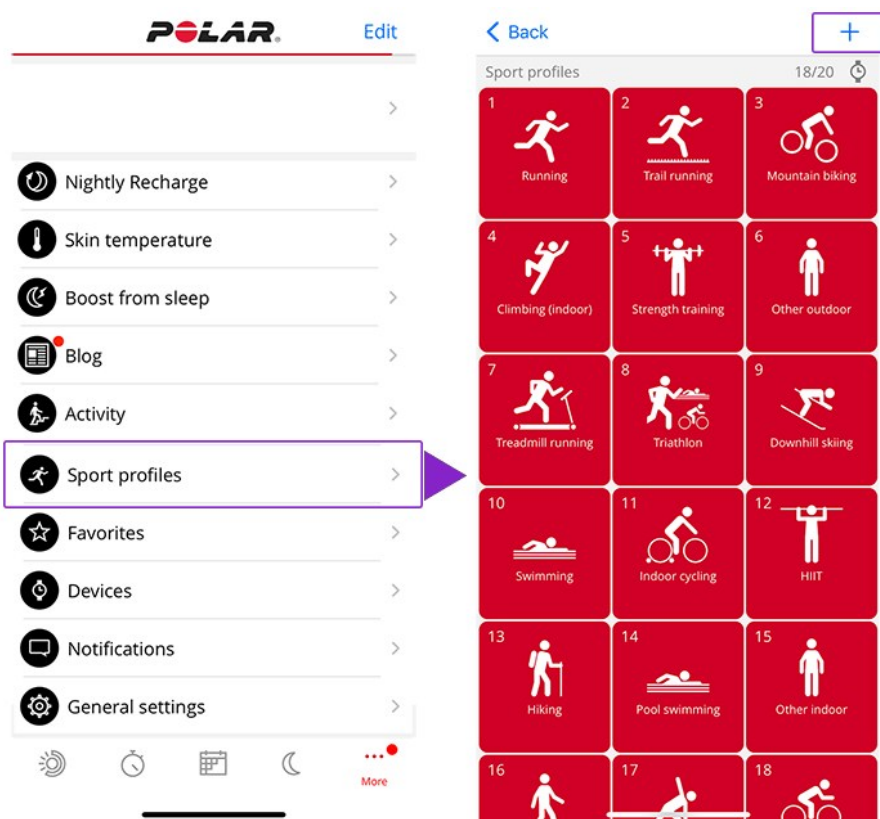 POLAR.
Edit
Nightly Recharge
Skin temperature
Boost from sleep
Blog
Activity
Sport profiles
Favorites
Devices
Notifications
General settings
More
Back
Sport profiles 18/20
1 2 3
Running Trail running Mountain biking
4 5 6
Climbing (indoor) Strength training Other outdoor
7 8 9
Treadmill running Triathlon Downhill skiing
10 11 12
Swimming Indoor cycling HIIT
13 14 15
Hiking Pool swimming Other indoor
16 17 18